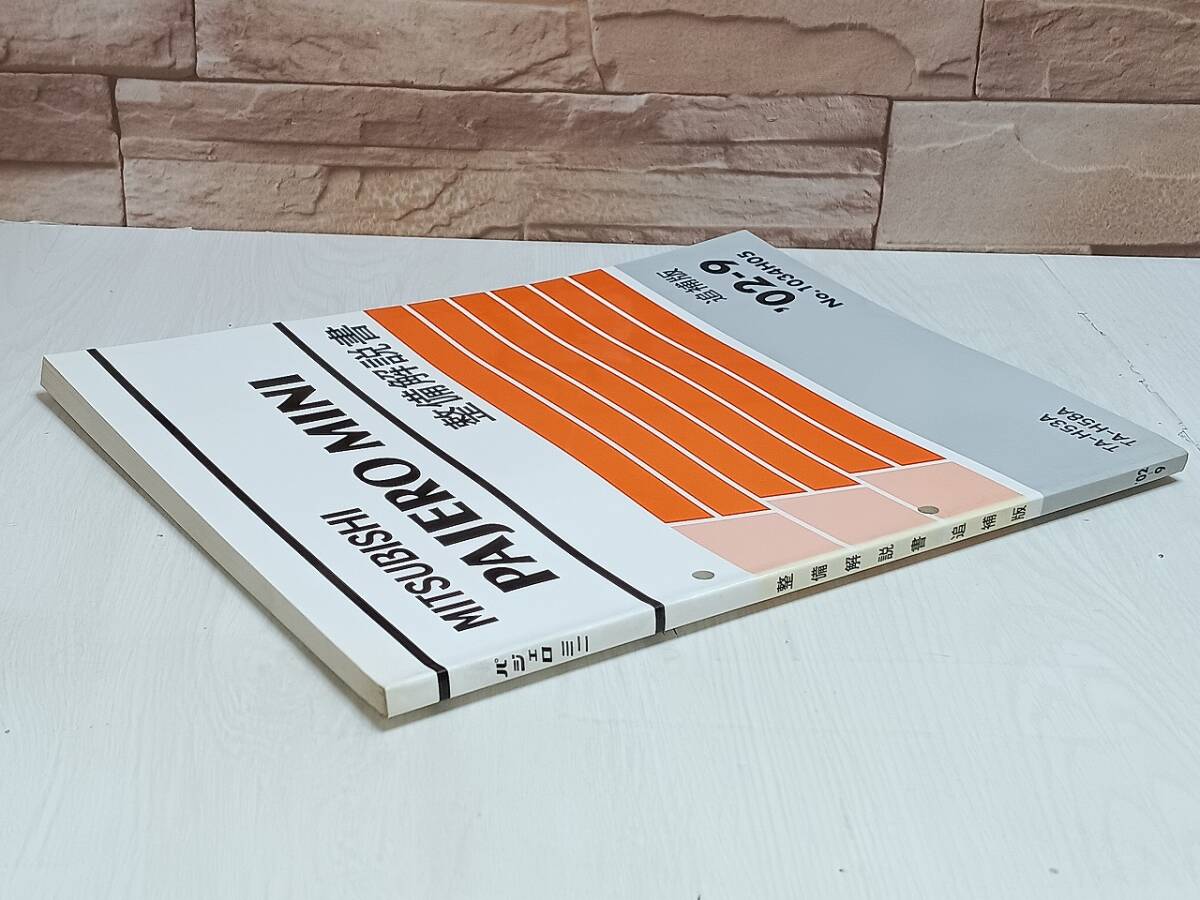 MITSUBISHI
PAJERO MINI
整備解説書
追補版
'02-9
No.1034H05
TA-H53A
TA-H58A
パジェロ ミニ
整備解説書 追補版
'02-9